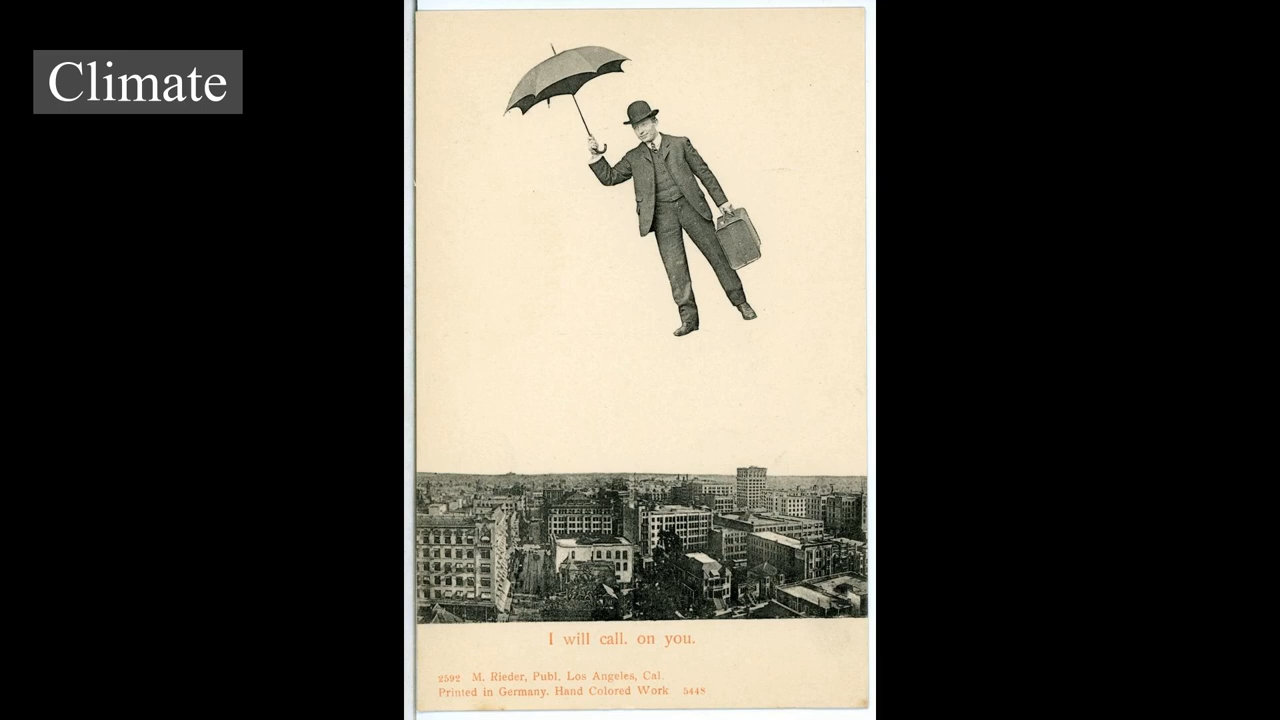 Climate
I will call. on you.
2592 M. Rieder, Publ. Los Angeles, Cal.
Printed in Germany. Hand Colored Work 5448